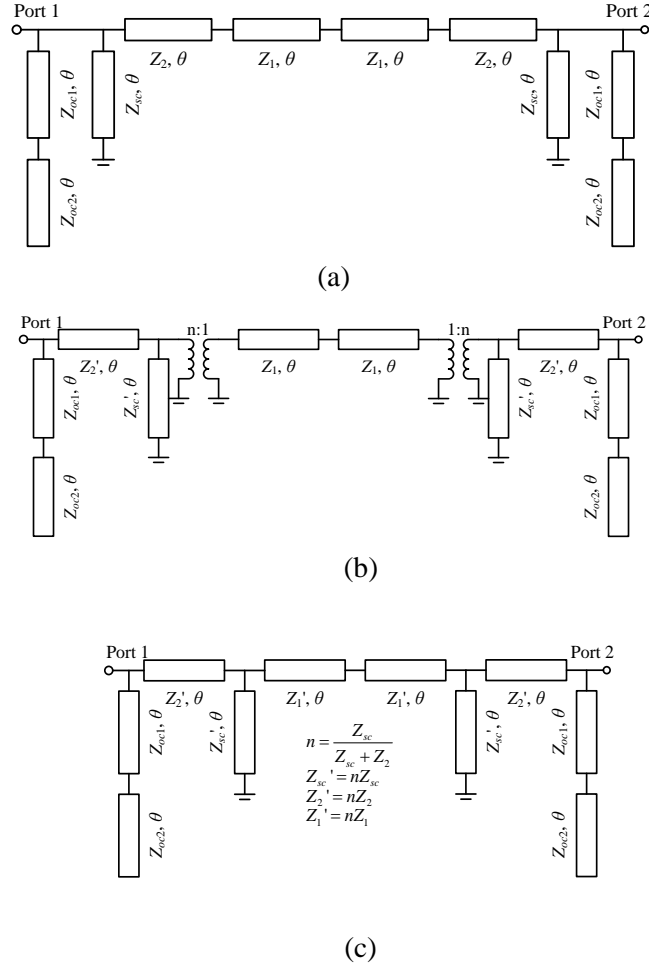 Port 1
Port 2
Z2, θ
Z1, θ
Z1, θ
Z2, θ
Zoc1, θ
Zsc, θ
Zsc, θ
Zoc1, θ
Zoc2, θ
Zoc2, θ
(a)
Port 1
n:1
1:n
Port 2
Z2', θ
Z1, θ
Z1, θ
Z2', θ
Zoc1, θ
Zsc', θ
Zsc', θ
Zoc1, θ
Zoc2, θ
Zoc2, θ
(b)
Port 1
Port 2
Z2', θ
Z1', θ
Z1', θ
Z2', θ
Zoc1, θ
Zsc', θ
Zsc', θ
Zoc1, θ
n = Zsc / Zsc + Z2
Zsc' = nZsc
Z2' = nZ2
Z1' = nZ1
Zoc2, θ
Zoc2, θ
(c)